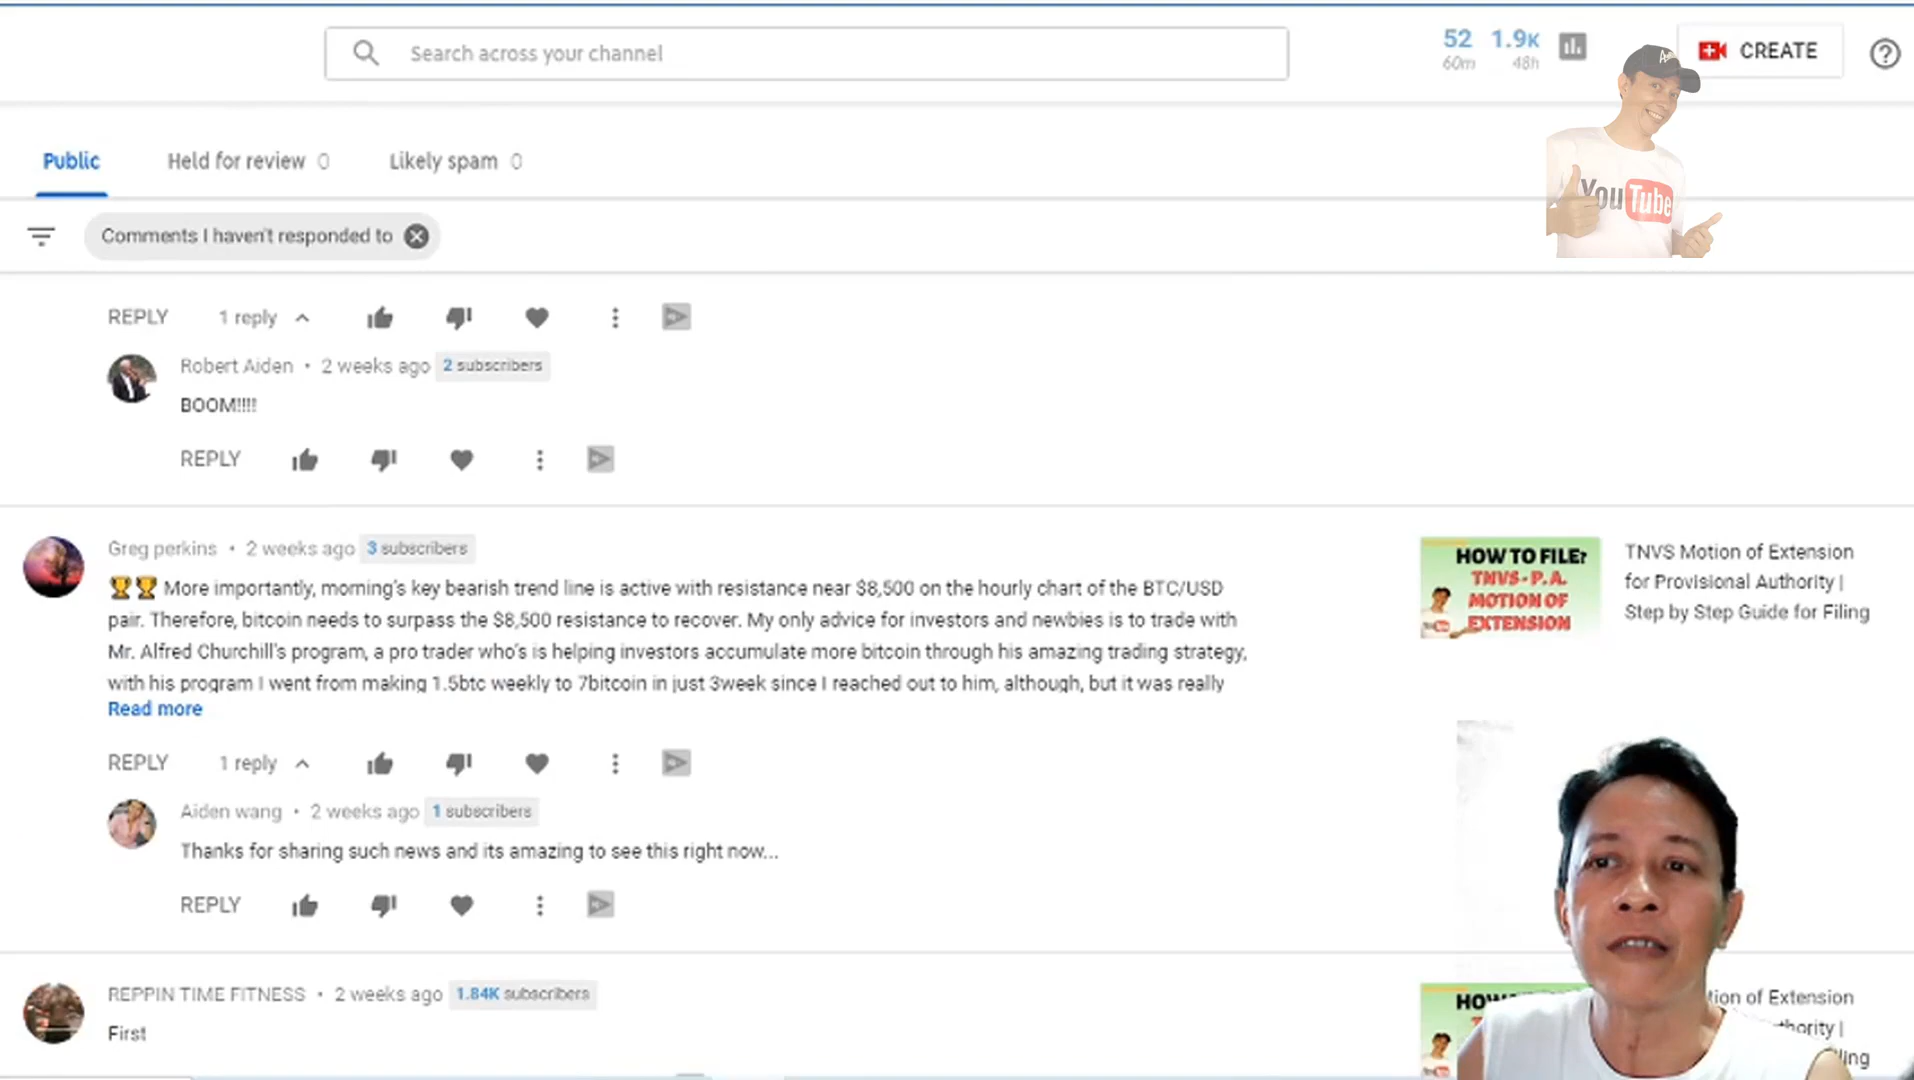 Search across your channel
52 1.9K
60m 48h
CREATE
YouTube
Public Held for review 0 Likely spam 0
Comments I haven't responded to
REPLY 1 reply
Robert Aiden • 2 weeks ago 2 subscribers
BOOM!!!!
REPLY
Greg perkins • 2 weeks ago 3 subscribers
🏆🏆 More importantly, morning's key bearish trend line is active with resistance near $8,500 on the hourly chart of the BTC/USD
pair. Therefore, bitcoin needs to surpass the $8,500 resistance to recover. My only advice for investors and newbies is to trade with
Mr. Alfred Churchill's program, a pro trader who's is helping investors accumulate more bitcoin through his amazing trading strategy,
with his program I went from making 1.5btc weekly to 7bitcoin in just 3week since I reached out to him, although, but it was really
Read more
HOW TO FILE?
TNVS - P. A.
MOTION OF
EXTENSION
TNVS Motion of Extension
for Provisional Authority |
Step by Step Guide for Filing
REPLY 1 reply
Aiden wang • 2 weeks ago 1 subscribers
Thanks for sharing such news and its amazing to see this right now...
REPLY
REPPIN TIME FITNESS • 2 weeks ago 1.84K subscribers
First
tion of Extension
thority |